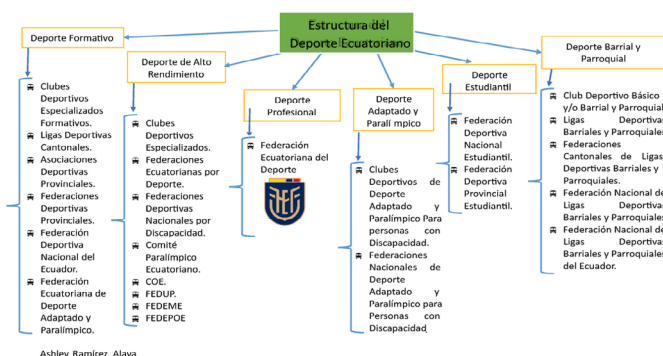 Estructura del
Deporte Ecuatoriano
Deporte Formativo
Clubes
Deportivos
Especializados
Formativos.
Ligas Deportivas
Cantonales.
Asociaciones
Deportivas
Provinciales.
Federaciones
Deportivas
Provinciales.
Federación
Deportiva
Nacional del
Ecuador.
Federación
Ecuatoriana de
Deporte
Adaptado y
Paralímpico.
Deporte de Alto
Rendimiento
Clubes
Deportivos
Especializados.
Federaciones
Ecuatorianas por
Deporte.
Federaciones
Deportivas
Nacionales por
Discapacidad.
Comité
Paralímpico
Ecuatoriano.
COE.
FEDUP.
FEDEME
FEDEPOE
Deporte
Profesional
Federación
Ecuatoriana del
Deporte
FEF
Deporte
Adaptado y
Paralímpico
Clubes
Deportivos de
Deporte
Adaptado y
Paralímpico Para
personas con
Discapacidad.
Federaciones
Nacionales de
Deporte
Adaptado y
Paralímpico para
Personas con
Discapacidad
Deporte
Estudiantil
Federación
Deportiva
Nacional
Estudiantil.
Federación
Deportiva
Provincial
Estudiantil.
Deporte Barrial y
Parroquial
Club Deportivo Básico
y/o Barrial y Parroquial
Ligas Deportivas
Barriales y Parroquiales
Federaciones
Cantonales de Ligas
Deportivas Barriales y
Parroquiales.
Federación Nacional de
Ligas Deportivas
Barriales y Parroquiales
Federación Nacional de
Ligas Deportivas
Barriales y Parroquiales
del Ecuador.
Ashley Ramírez Alava